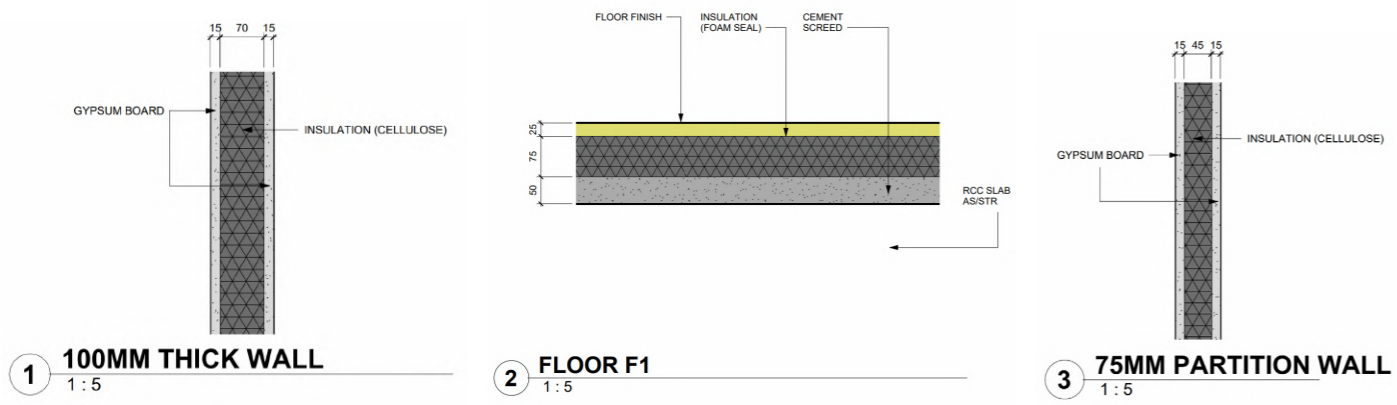 15 70 15
GYPSUM BOARD
INSULATION (CELLULOSE)
1
100MM THICK WALL
1 : 5
FLOOR FINISH
INSULATION
(FOAM SEAL)
CEMENT
SCREED
25
75
50
RCC SLAB
AS/STR
2
FLOOR F1
1 : 5
15 45 15
INSULATION (CELLULOSE)
GYPSUM BOARD
3
75MM PARTITION WALL
1 : 5